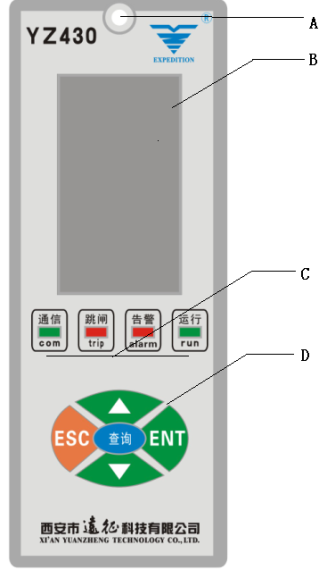 YZ430
®
EXPEDITION
A
B
C
D
通信 跳闸 告警 运行
com trip alarm run
ESC 查询 ENT
西安市远征科技有限公司
XI'AN YUANZHENG TECHNOLOGY CO.,LTD.